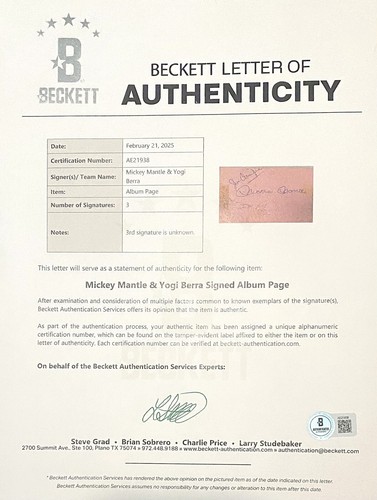 B
BECKETT
BECKETT LETTER OF
AUTHENTICITY
Date: February 21, 2025
Certification Number: AE21938
Signer(s)/ Team Name: Mickey Mantle & Yogi
Berra
Item: Album Page
Number of Signatures: 3
Notes: 3rd signature is unknown.
This letter will serve as a statement of authenticity for the following item:
Mickey Mantle & Yogi Berra Signed Album Page
After examination and consideration of multiple factors common to known exemplars of the signature(s),
Beckett Authentication Services offers its opinion that the item is authentic.
As part of the authentication process, your authentic item has been assigned a unique alphanumeric
certification number, which can be found on the tamper-evident label affixed to either the item or on this
letter of authenticity. Each certification number can be verified at beckett-authentication.com.
On behalf of the Beckett Authentication Services Experts:
Steve Grad • Brian Sobrero • Charlie Price • Larry Studebaker
2700 Summit Ave., Ste 100, Plano TX 75074 • 972.448.9188 • www.beckett-authentication.com • authentication@beckett.com
* Beckett Authentication Services has rendered the above opinion on the pictured item as of the date indicated on this letter.
Beckett Authentication Services assumes no responsibility for any changes or alteration to this item after this date.